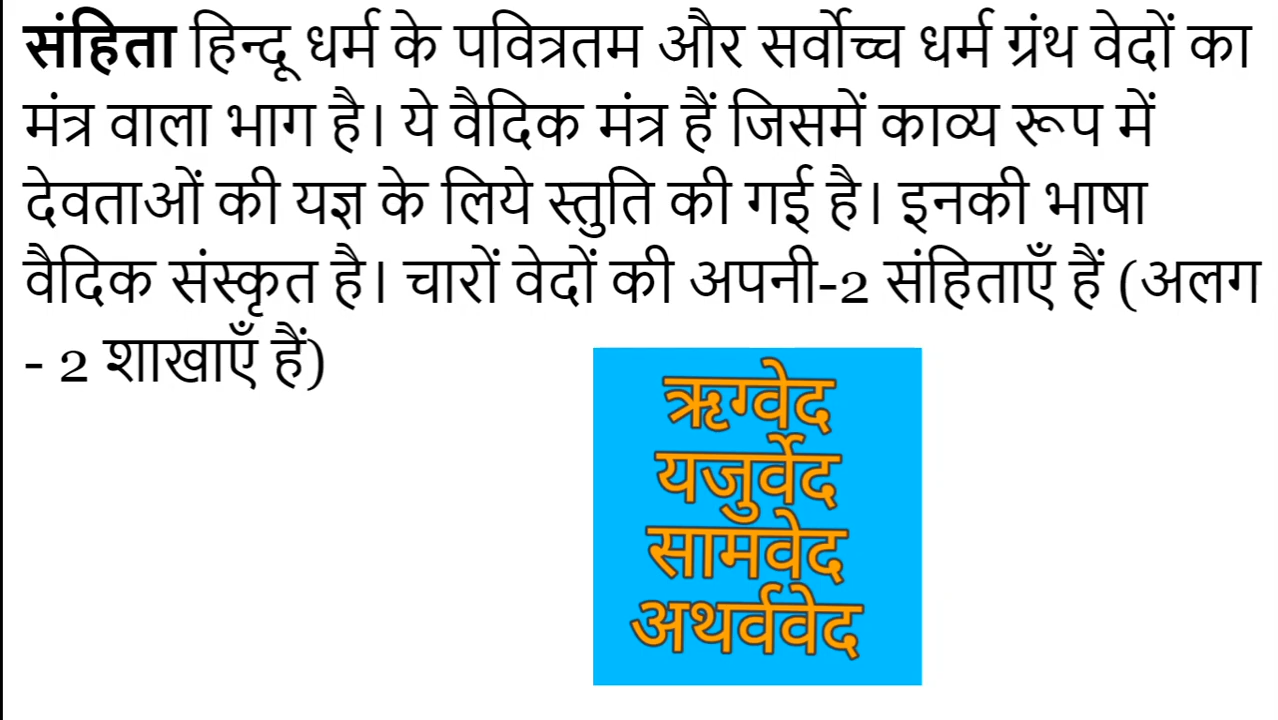 संहिता हिन्दू धर्म के पवित्रतम और सर्वोच्च धर्म ग्रंथ वेदों का
मंत्र वाला भाग है। ये वैदिक मंत्र हैं जिसमें काव्य रूप में
देवताओं की यज्ञ के लिये स्तुति की गई है। इनकी भाषा
वैदिक संस्कृत है। चारों वेदों की अपनी-2 संहिताएँ हैं (अलग
- 2 शाखाएँ हैं)
ऋग्वेद
यजुर्वेद
सामवेद
अथर्ववेद